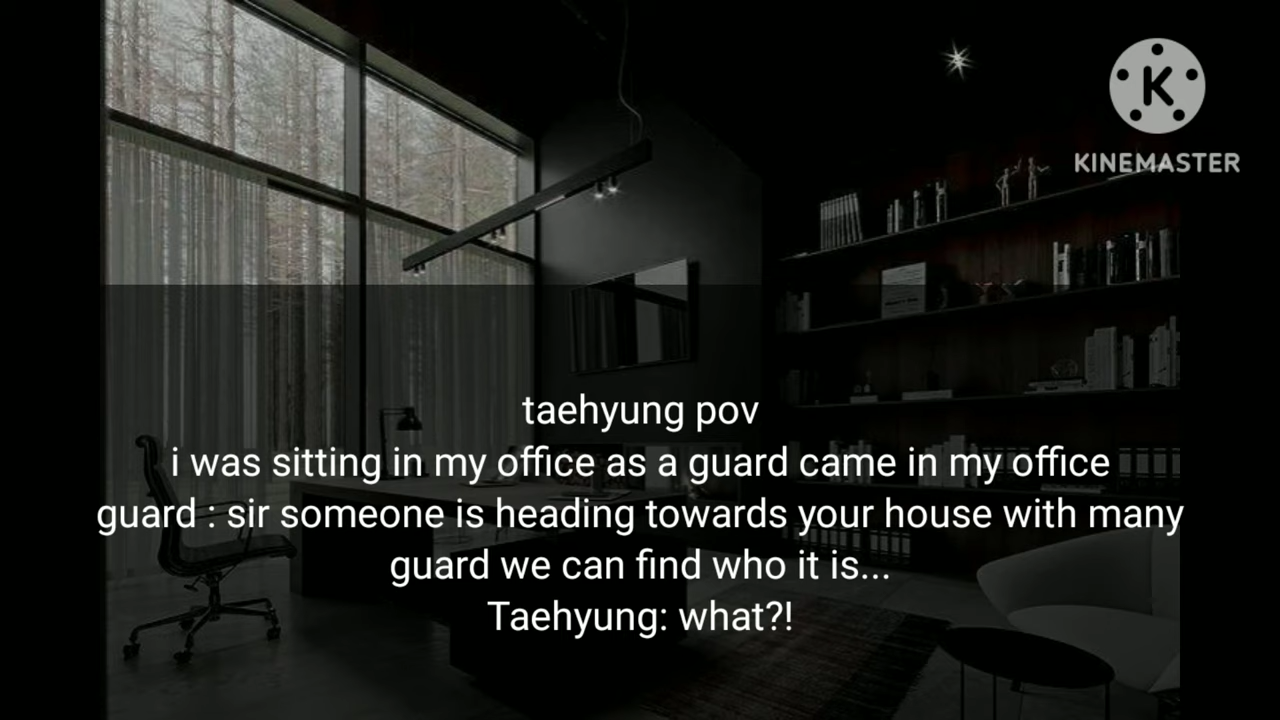 KINEMASTER
taehyung pov
i was sitting in my office as a guard came in my office
guard : sir someone is heading towards your house with many
guard we can find who it is...
Taehyung: what?!